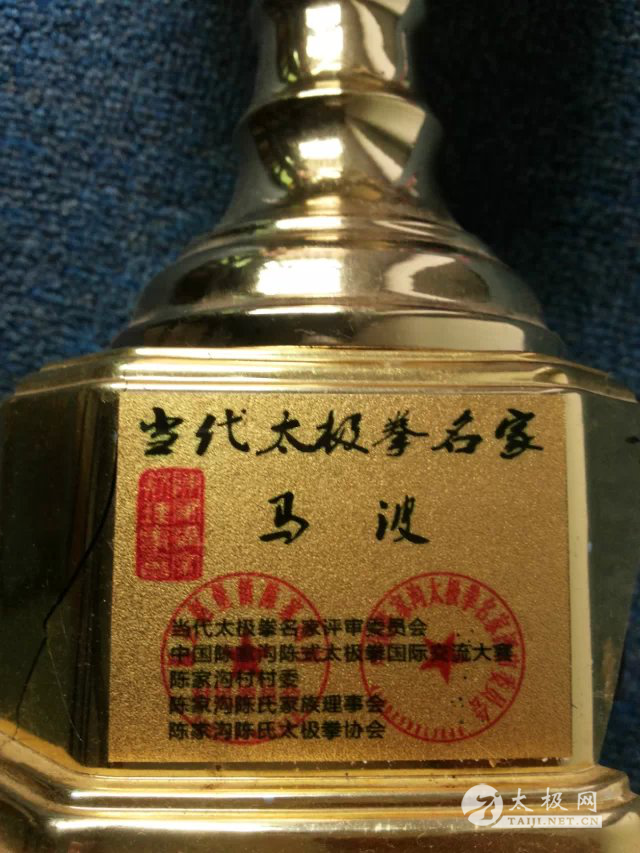 当代太极拳名家
马波
当代太极拳名家评审委员会
中国陈家沟陈式太极拳国际交流大赛
陈家沟村村委
陈家沟陈氏家族理事会
陈家沟陈氏太极拳协会
太极网
TAIJI.NET.CN